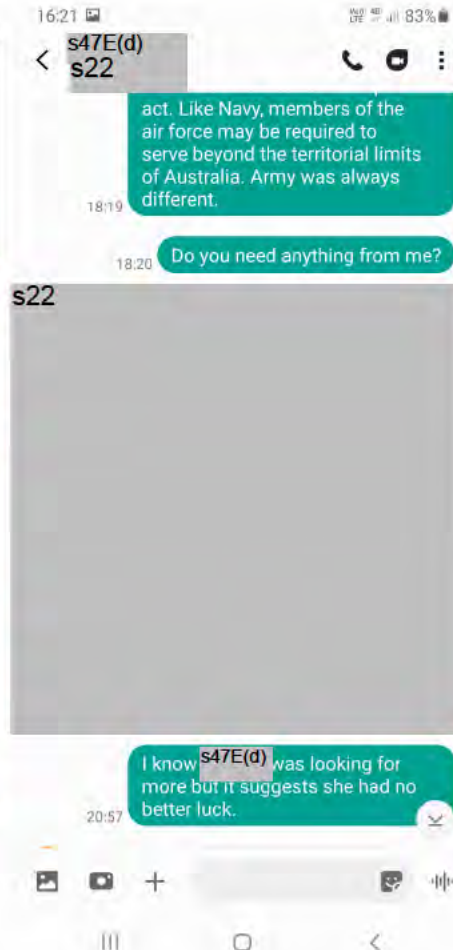 16:21 83%
s47E(d)
s22
act. Like Navy, members of the
air force may be required to
serve beyond the territorial limits
of Australia. Army was always
different.
18:19
Do you need anything from me?
18:20
s22
I know s47E(d) was looking for
more but it suggests she had no
better luck.
20:57